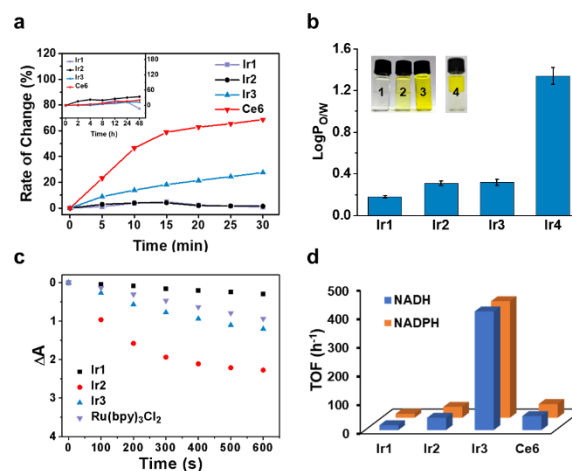 a
Rate of Change (%)
120
100
80
60
40
20
0
0 5 10 15 20 25 30
Time (min)
Ir1
Ir2
Ir3
Ce6
Ir1
Ir2
Ir3
Ce6
180
120
60
0
0 2 4 8 12 24 48
Time (h)
b
LogP O/W
1.6
1.2
0.8
0.4
0.0
1 2 3 4
Ir1 Ir2 Ir3 Ir4
c
ΔA
0
1
2
3
4
Ir1
Ir2
Ir3
Ru(bpy)3Cl2
0 100 200 300 400 500 600
Time (s)
d
TOF (h-1)
500
400
300
200
100
0
NADH
NADPH
Ir1 Ir2 Ir3 Ce6